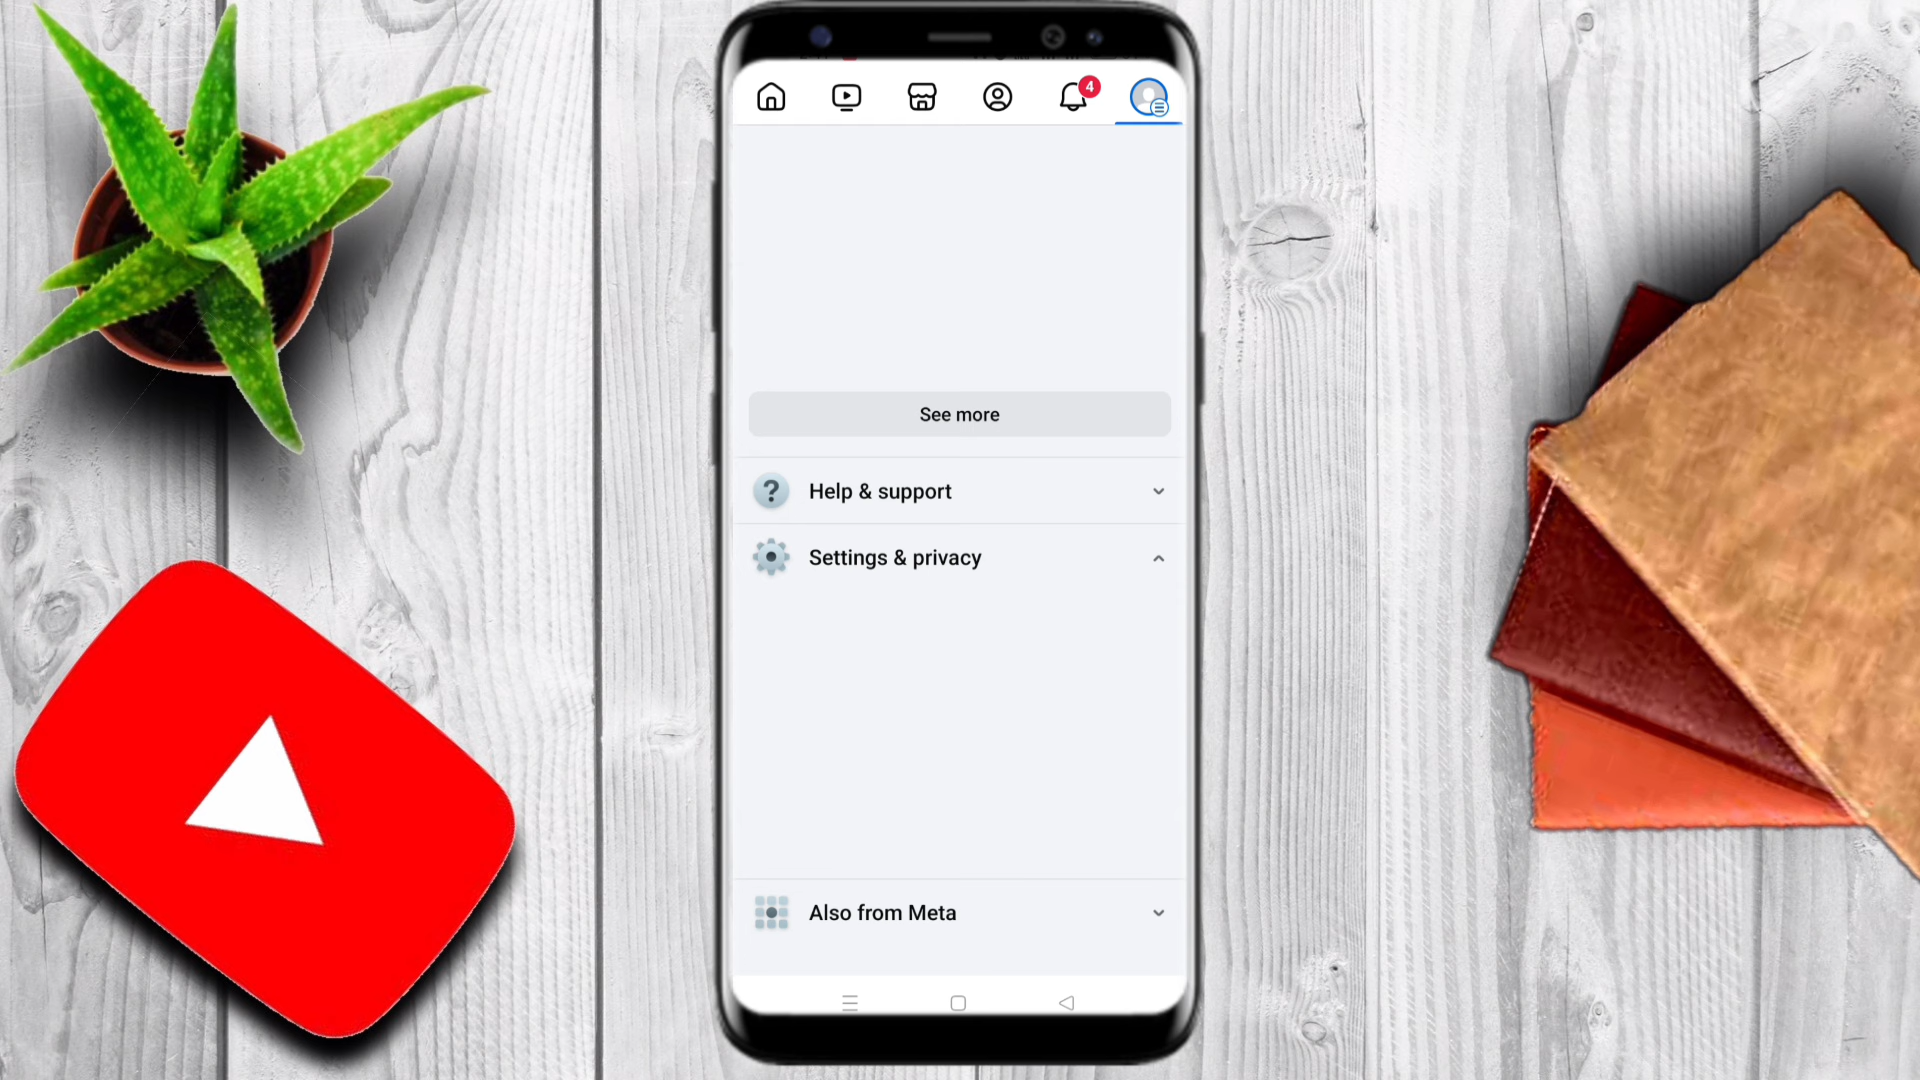 4
See more
Help & support
Settings & privacy
Also from Meta